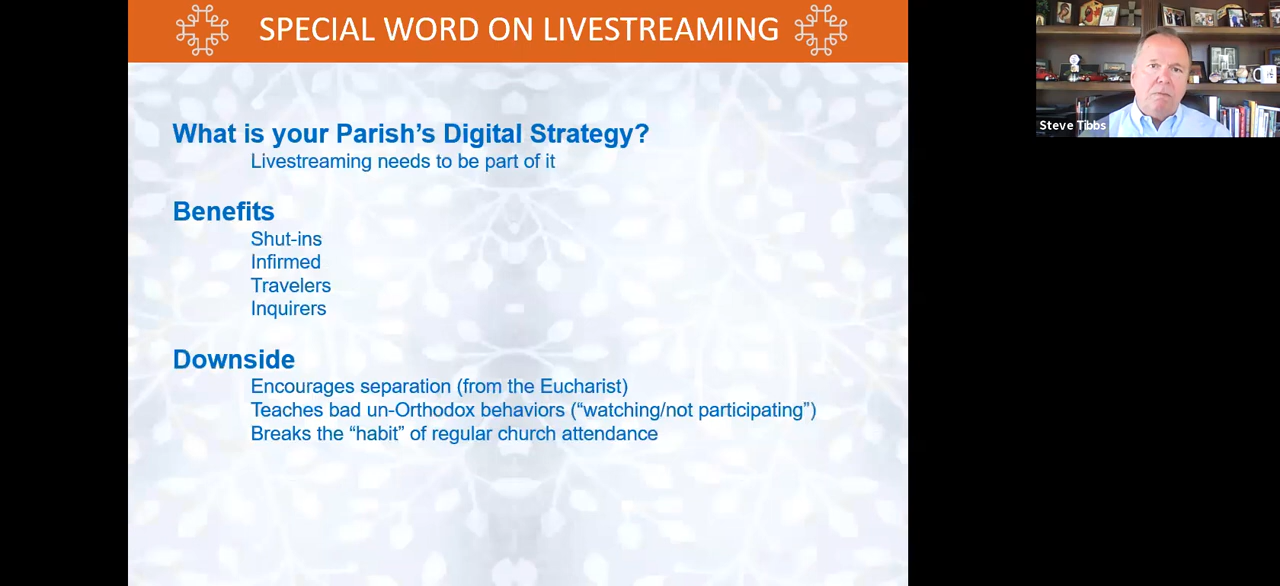 SPECIAL WORD ON LIVESTREAMING
What is your Parish's Digital Strategy?
Livestreaming needs to be part of it
Benefits
Shut-ins
Infirmed
Travelers
Inquirers
Downside
Encourages separation (from the Eucharist)
Teaches bad un-Orthodox behaviors (“watching/not participating”)
Breaks the “habit” of regular church attendance
Steve Tibbs